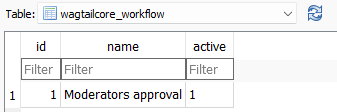 Table: wagtailcore_workflow
id name active
Filter Filter Filter
1 1 Moderators approval 1